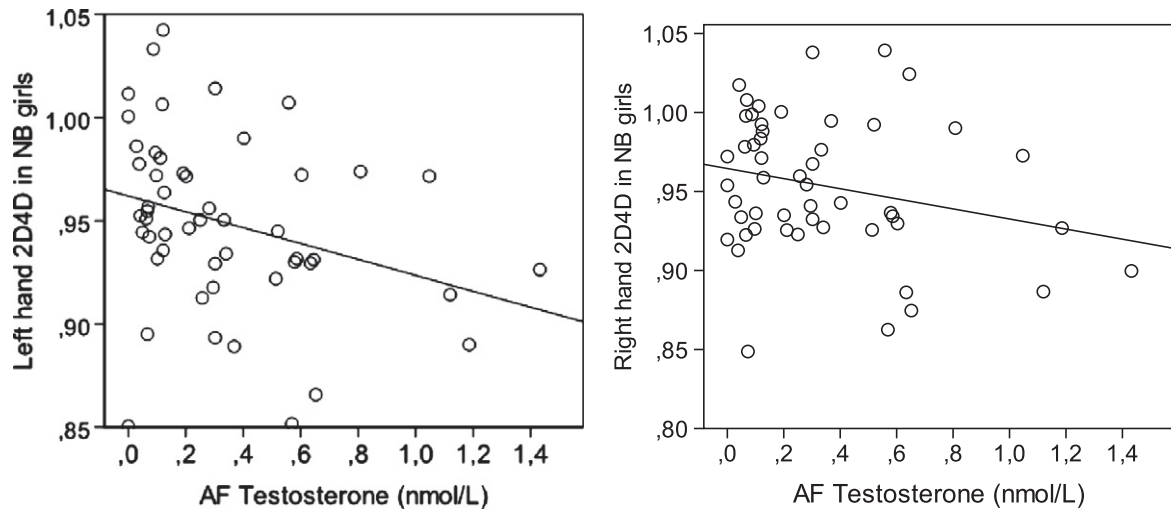 1,05
1,00
,95
,90
,85
Left hand 2D4D in NB girls
,0 ,2 ,4 ,6 ,8 1,0 1,2 1,4
AF Testosterone (nmol/L)
1,05
1,00
,95
,90
,85
,80
Right hand 2D4D in NB girls
,0 ,2 ,4 ,6 ,8 1,0 1,2 1,4
AF Testosterone (nmol/L)